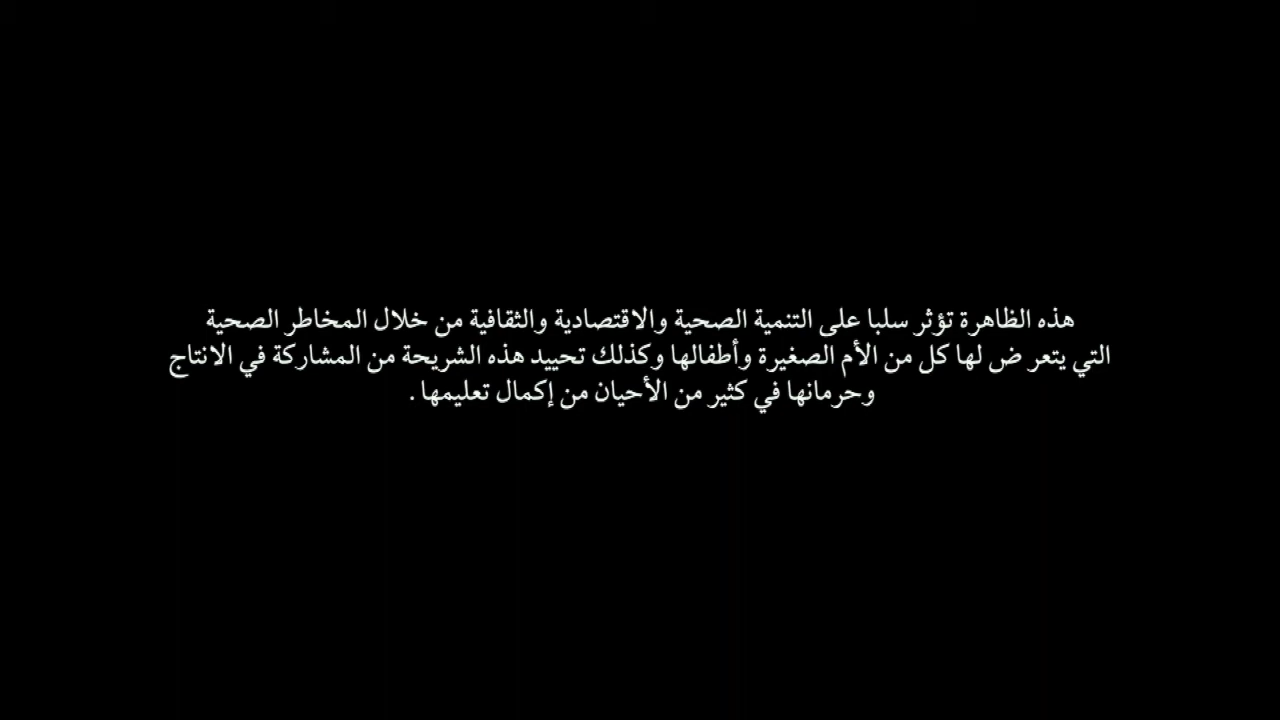 هذه الظاهرة تؤثر سلبا على التنمية الصحية والاقتصادية والثقافية من خلال المخاطر الصحية
التي يتعر ض لها كل من الأم الصغيرة وأطفالها وكذلك تحييد هذه الشريحة من المشاركة في الانتاج
وحرمانها في كثير من الأحيان من إكمال تعليمها .